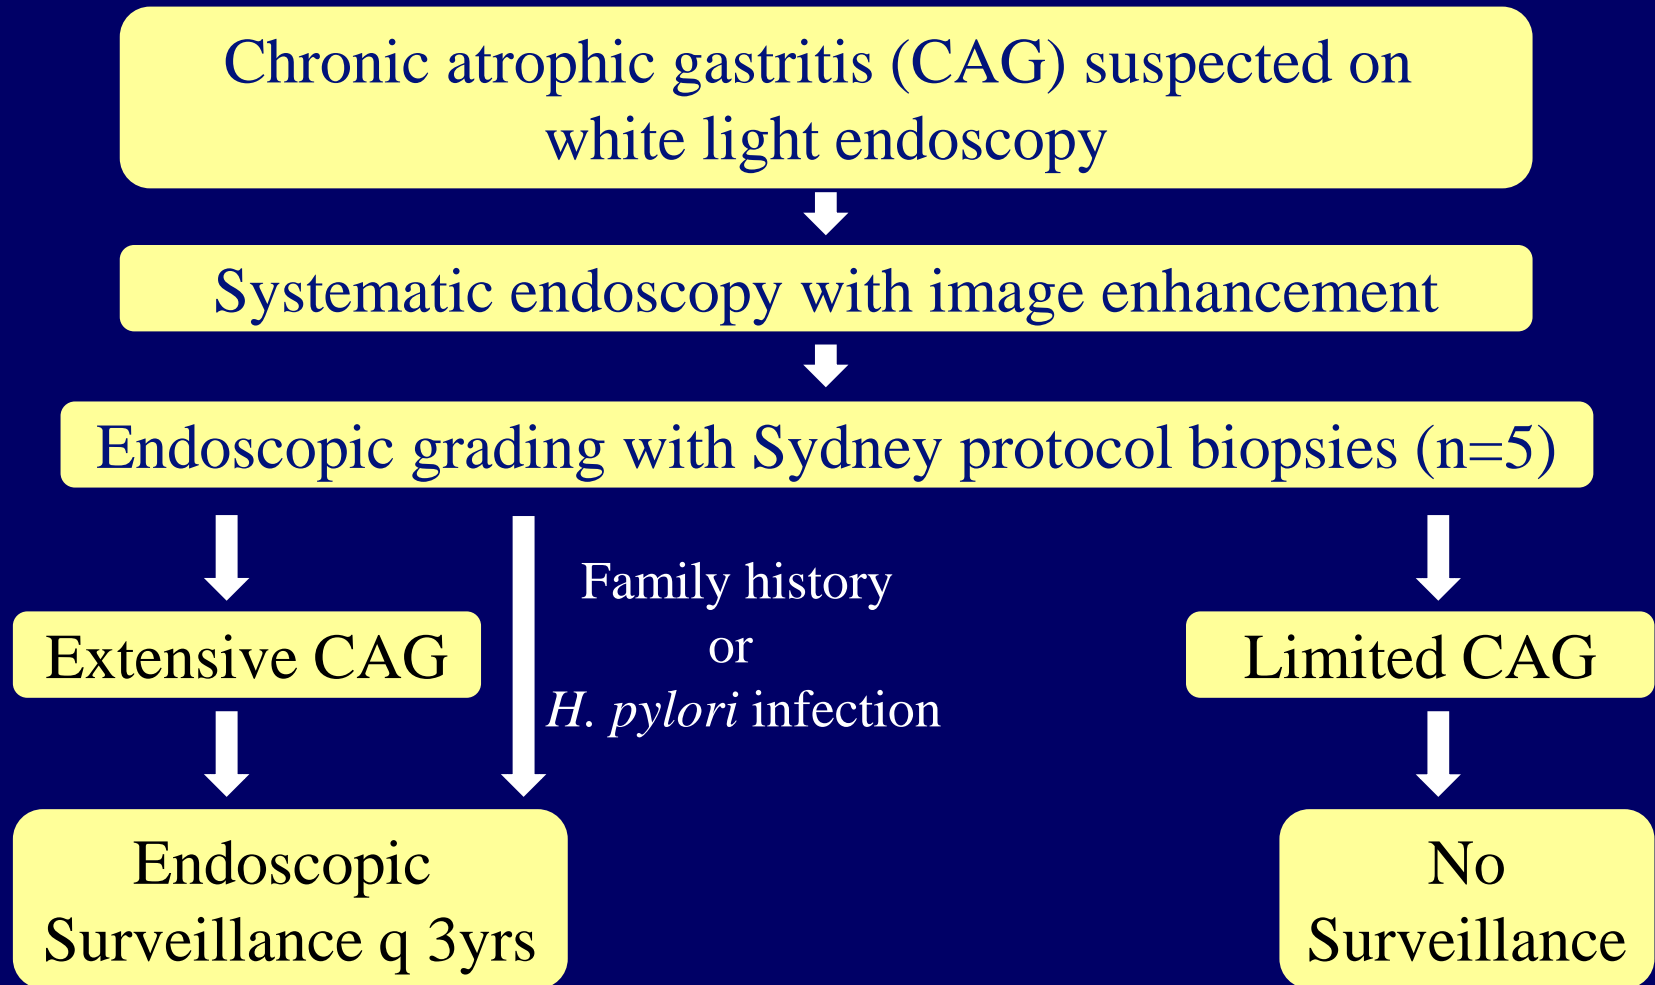 Chronic atrophic gastritis (CAG) suspected on
white light endoscopy
Systematic endoscopy with image enhancement
Endoscopic grading with Sydney protocol biopsies (n=5)
Family history
or
H. pylori infection
Extensive CAG
Limited CAG
Endoscopic
Surveillance q 3yrs
No
Surveillance